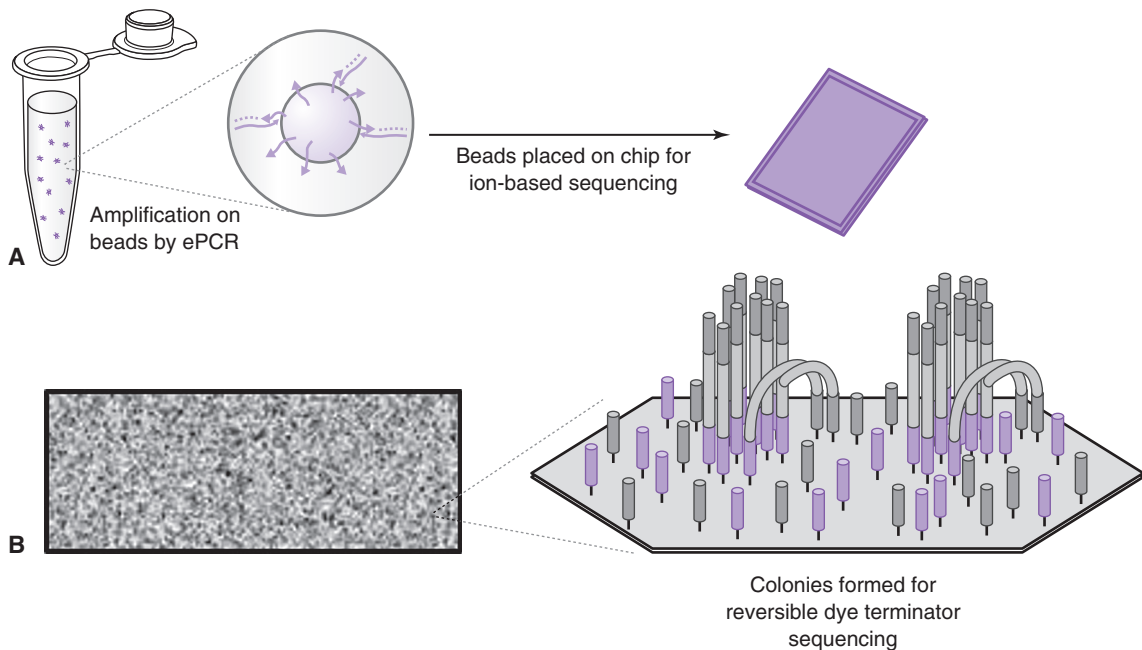 Amplification on
beads by ePCR
A
Beads placed on chip for
ion-based sequencing
B
Colonies formed for
reversible dye terminator
sequencing